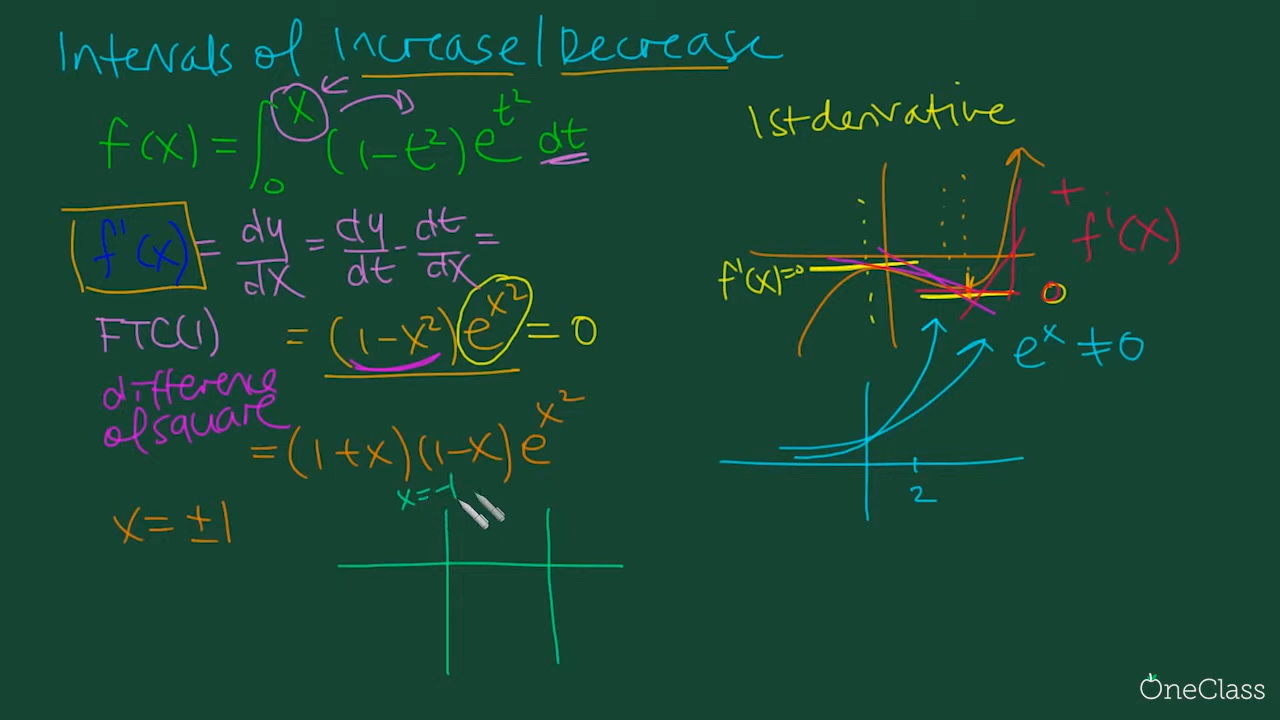 Intervals of Increase/Decrease
f(x) = ∫₀ˣ (1-t²)e^t² dt
f'(x) = dy/dx = dy/dt - dt/dx =
FTC(1) = (1-x²)e^x² = 0
difference
of square
= (1+x)(1-x)e^x²
x=-1
x = ±1
1st derivative
+
f'(x)
f'(x)=0
0
e^x ≠ 0
2
OneClass